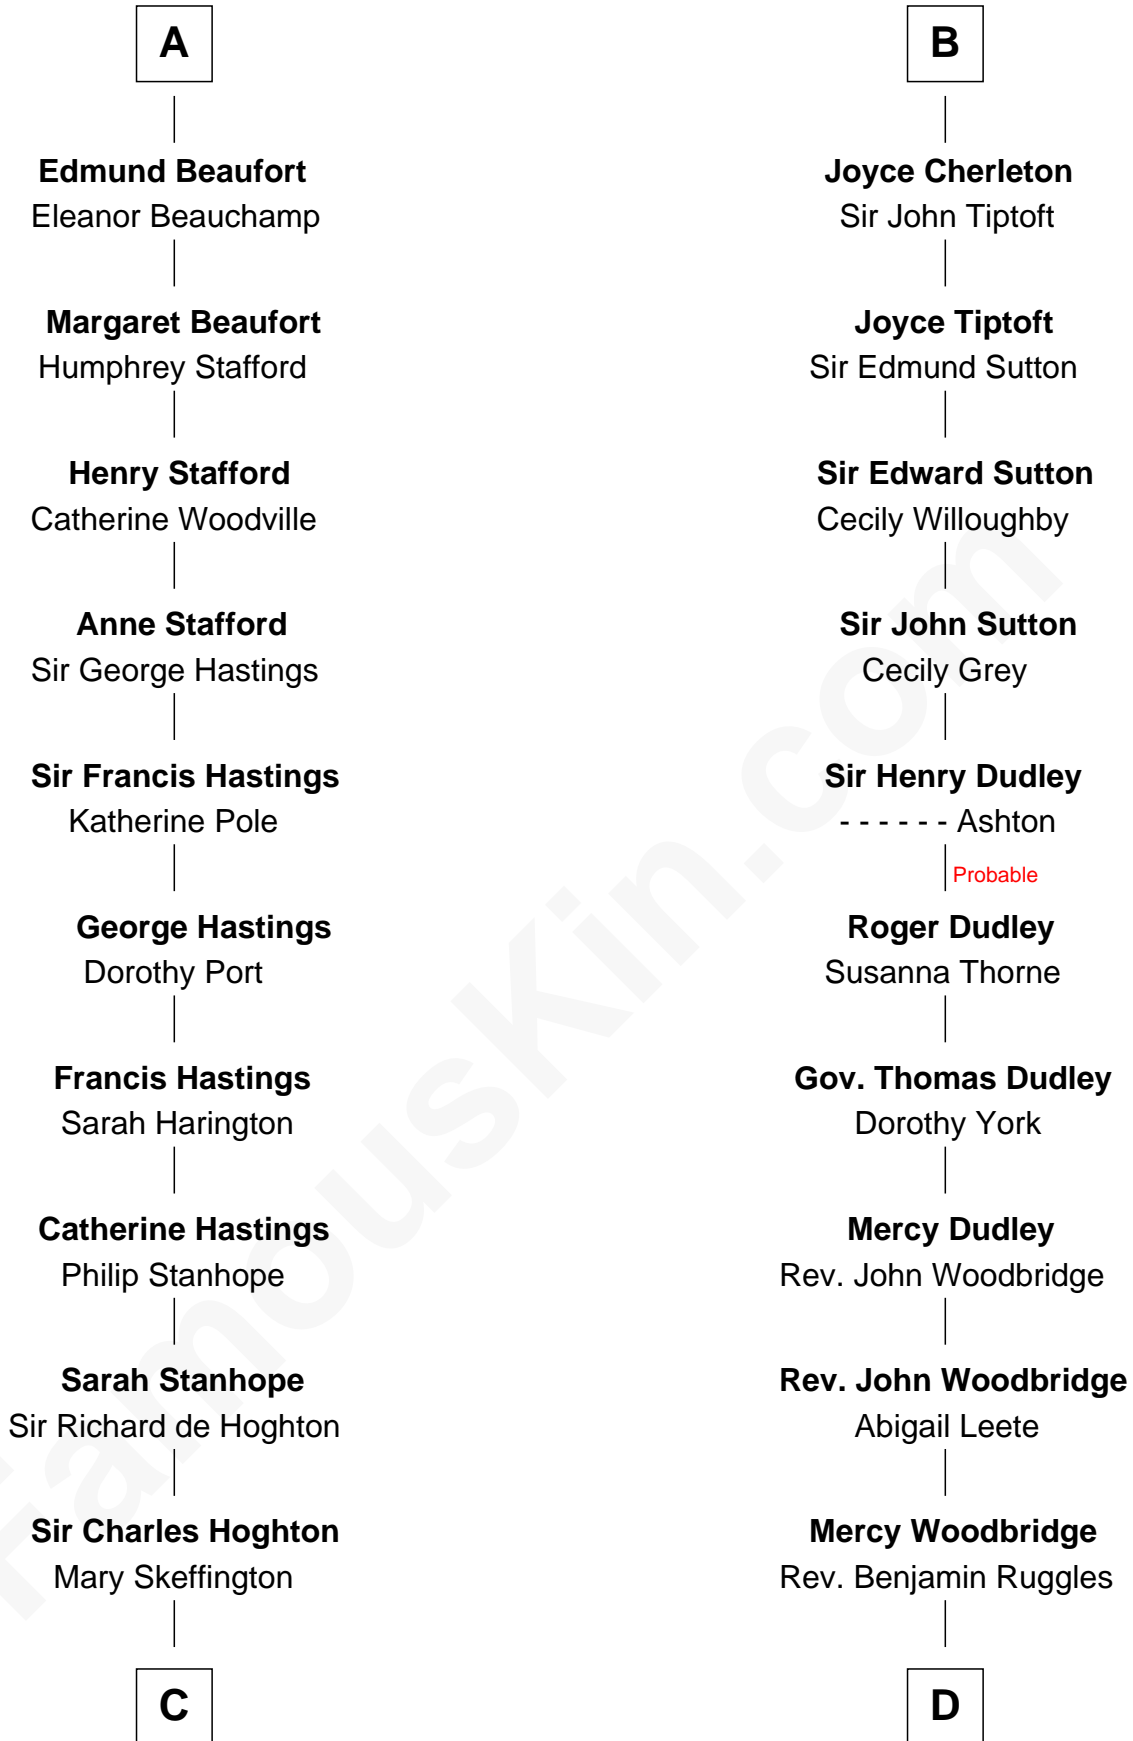 A
Edmund Beaufort
Eleanor Beauchamp
Margaret Beaufort
Humphrey Stafford
Henry Stafford
Catherine Woodville
Anne Stafford
Sir George Hastings
Sir Francis Hastings
Katherine Pole
George Hastings
Dorothy Port
Francis Hastings
Sarah Harington
Catherine Hastings
Philip Stanhope
Sarah Stanhope
Sir Richard de Hoghton
Sir Charles Hoghton
Mary Skeffington
C
B
Joyce Cherleton
Sir John Tiptoft
Joyce Tiptoft
Sir Edmund Sutton
Sir Edward Sutton
Cecily Willoughby
Sir John Sutton
Cecily Grey
Sir Henry Dudley
- - - - - - Ashton
Probable
Roger Dudley
Susanna Thorne
Gov. Thomas Dudley
Dorothy York
Mercy Dudley
Rev. John Woodbridge
Rev. John Woodbridge
Abigail Leete
Mercy Woodbridge
Rev. Benjamin Ruggles
D
FamousKin.com